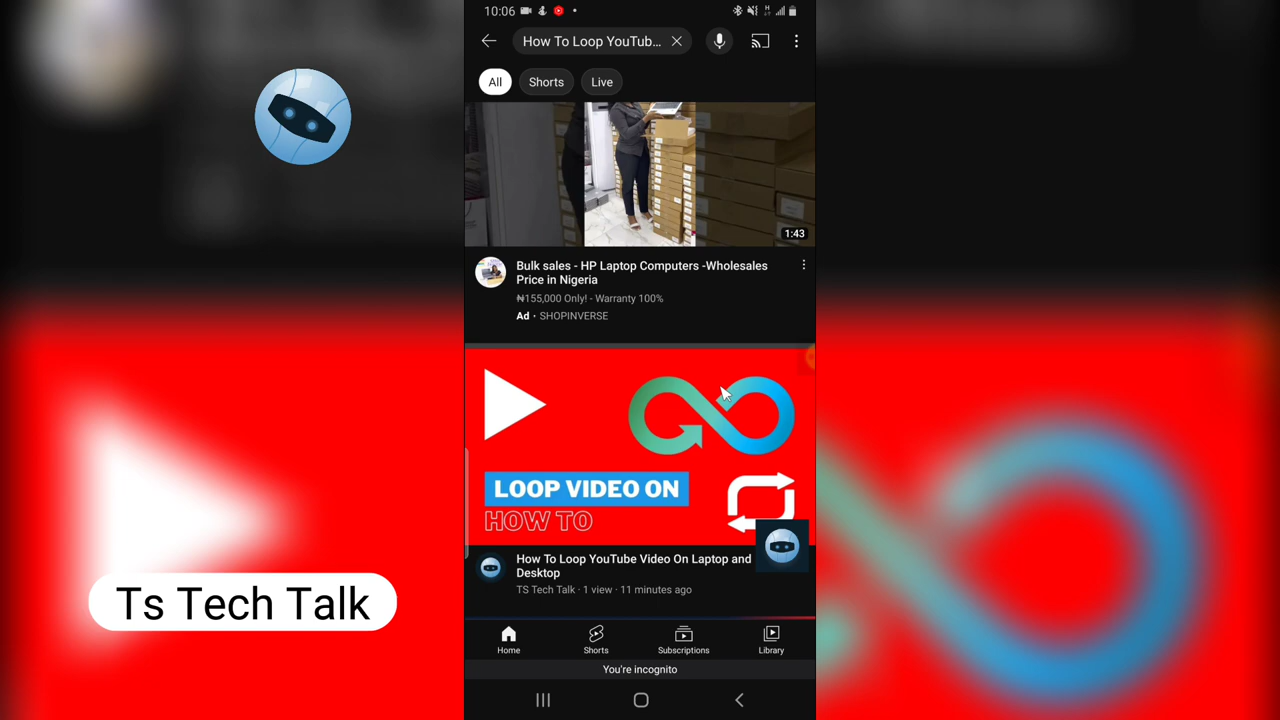 10:06
How To Loop YouTub...
All
Shorts
Live
1:43
Bulk sales - HP Laptop Computers -Wholesales
Price in Nigeria
₦155,000 Only! - Warranty 100%
Ad · SHOPINVERSE
LOOP VIDEO ON
HOW TO
How To Loop YouTube Video On Laptop and
Desktop
TS Tech Talk · 1 view · 11 minutes ago
Home
Shorts
Subscriptions
Library
You're incognito
Ts Tech Talk